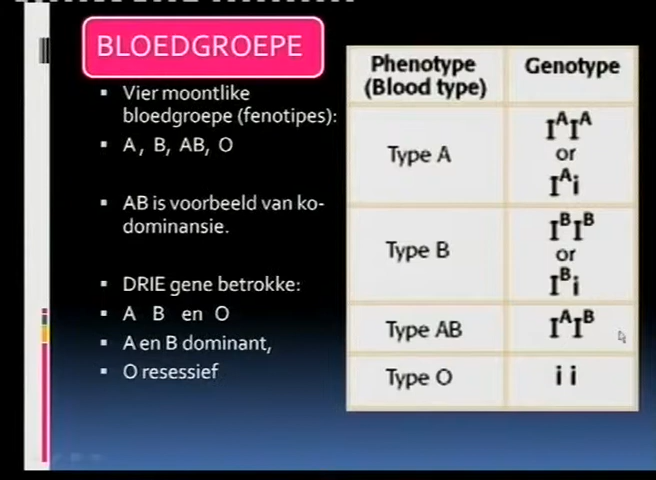 BLOEDGROEPE
Vier moontlike
bloedgroepe (fenotipes):
A, B, AB, O
AB is voorbeeld van ko-
dominansie.
DRIE gene betrokke:
A B en O
A en B dominant,
O resessief
Phenotype
(Blood type)
Genotype
Type A
IᴬIᴬ
or
Iᴬi
Type B
IᴮIᴮ
or
Iᴮi
Type AB
IᴬIᴮ
Type O
i i